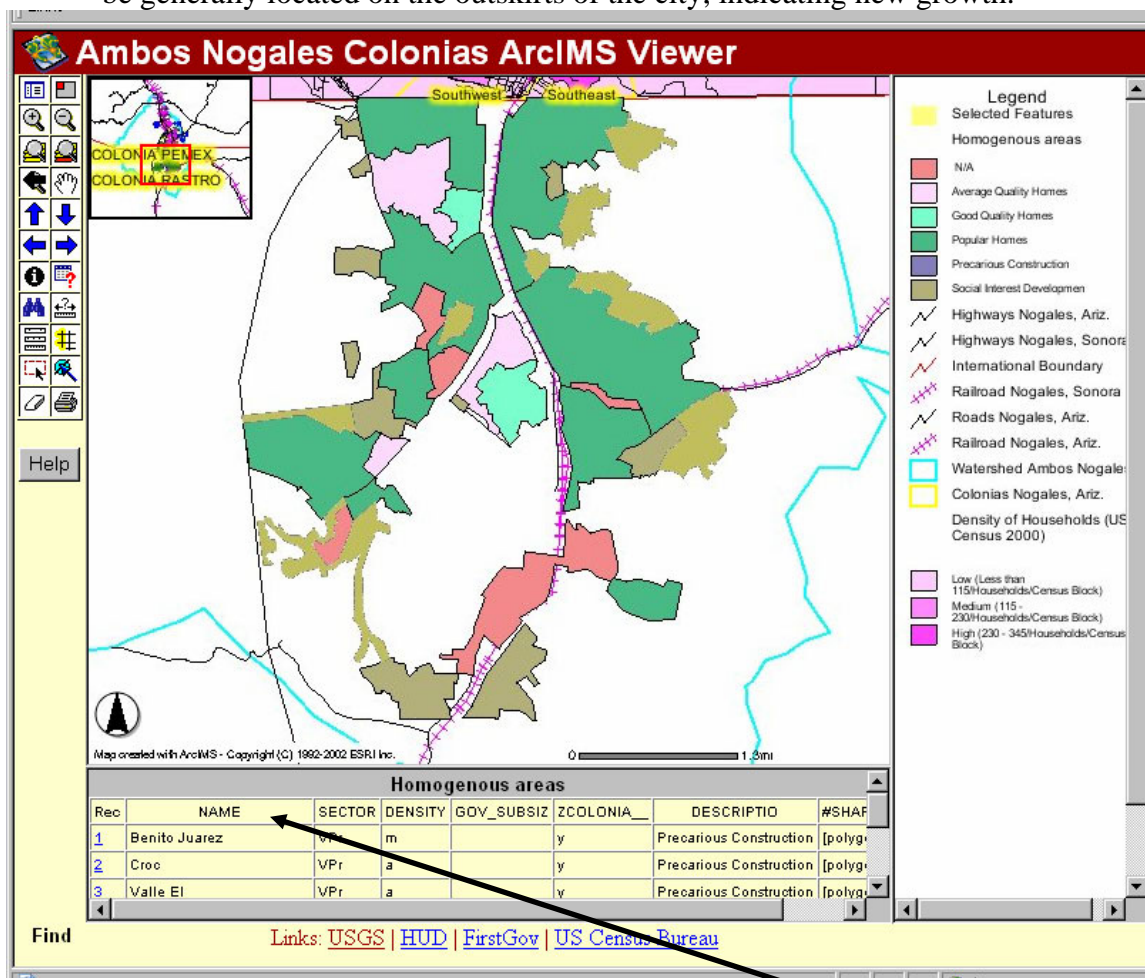 be generally located on the outskirts of the city, indicating new growth.
Ambos Nogales Colonias ArcIMS Viewer
COLONIA PEMEX
COLONIA RASTRO
Southwest
Southeast
Help
Map created with ArcIMS - Copyright (C) 1992-2002 ESRI Inc.
0
1.3mi
Legend
Selected Features
Homogenous areas
N/A
Average Quality Homes
Good Quality Homes
Popular Homes
Precarious Construction
Social Interest Developmen
Highways Nogales, Ariz.
Highways Nogales, Sonora
International Boundary
Railroad Nogales, Sonora
Roads Nogales, Ariz.
Railroad Nogales, Ariz.
Watershed Ambos Nogales
Colonias Nogales, Ariz.
Density of Households (US
Census 2000)
Low (Less than
115/Households/Census Block)
Medium (115 -
230/Households/Census Block)
High (230 - 345/Households/Census
Block)
Homogenous areas
Rec NAME SECTOR DENSITY GOV_SUBSIZ ZCOLONIA__ DESCRIPTIO #SHAP
1 Benito Juarez VPr m y Precarious Construction [polyg
2 Croc VPr a y Precarious Construction [polyg
3 Valle El VPr a y Precarious Construction [polyg
Find
Links: USGS | HUD | FirstGov | US Census Bureau